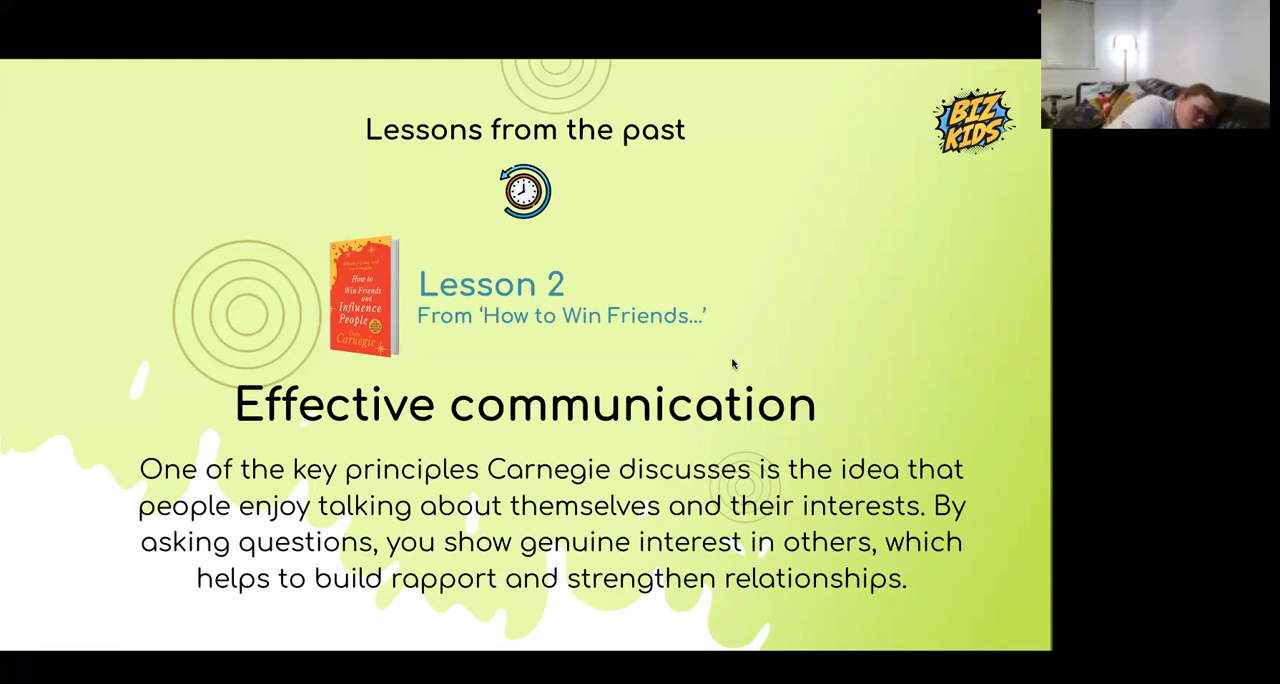 Lessons from the past
BIZ
KIDS
How to
Win Friends
and
Influence
People
Carnegie
Lesson 2
From ‘How to Win Friends...’
Effective communication
One of the key principles Carnegie discusses is the idea that
people enjoy talking about themselves and their interests. By
asking questions, you show genuine interest in others, which
helps to build rapport and strengthen relationships.